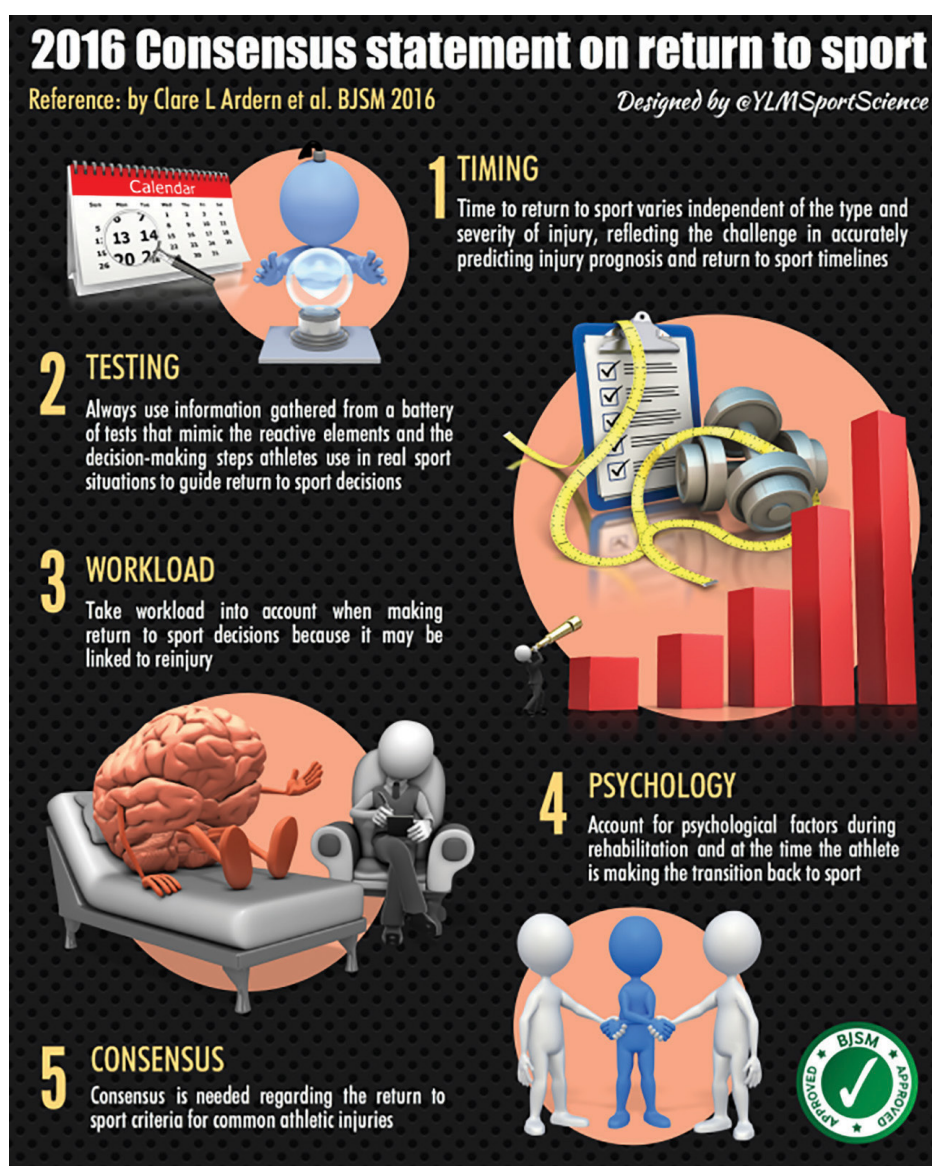 2016 Consensus statement on return to sport
Reference: by Clare L Ardern et al. BJSM 2016
Designed by @YLMSportScience
Calendar
Sun Mon Tue Wed Thu Fri Sat
13 14
1 TIMING
Time to return to sport varies independent of the type and
severity of injury, reflecting the challenge in accurately
predicting injury prognosis and return to sport timelines
2 TESTING
Always use information gathered from a battery
of tests that mimic the reactive elements and the
decision-making steps athletes use in real sport
situations to guide return to sport decisions
3 WORKLOAD
Take workload into account when making
return to sport decisions because it may be
linked to reinjury
4 PSYCHOLOGY
Account for psychological factors during
rehabilitation and at the time the athlete
is making the transition back to sport
5 CONSENSUS
Consensus is needed regarding the return to
sport criteria for common athletic injuries
BJSM
APPROVED
APPROVED